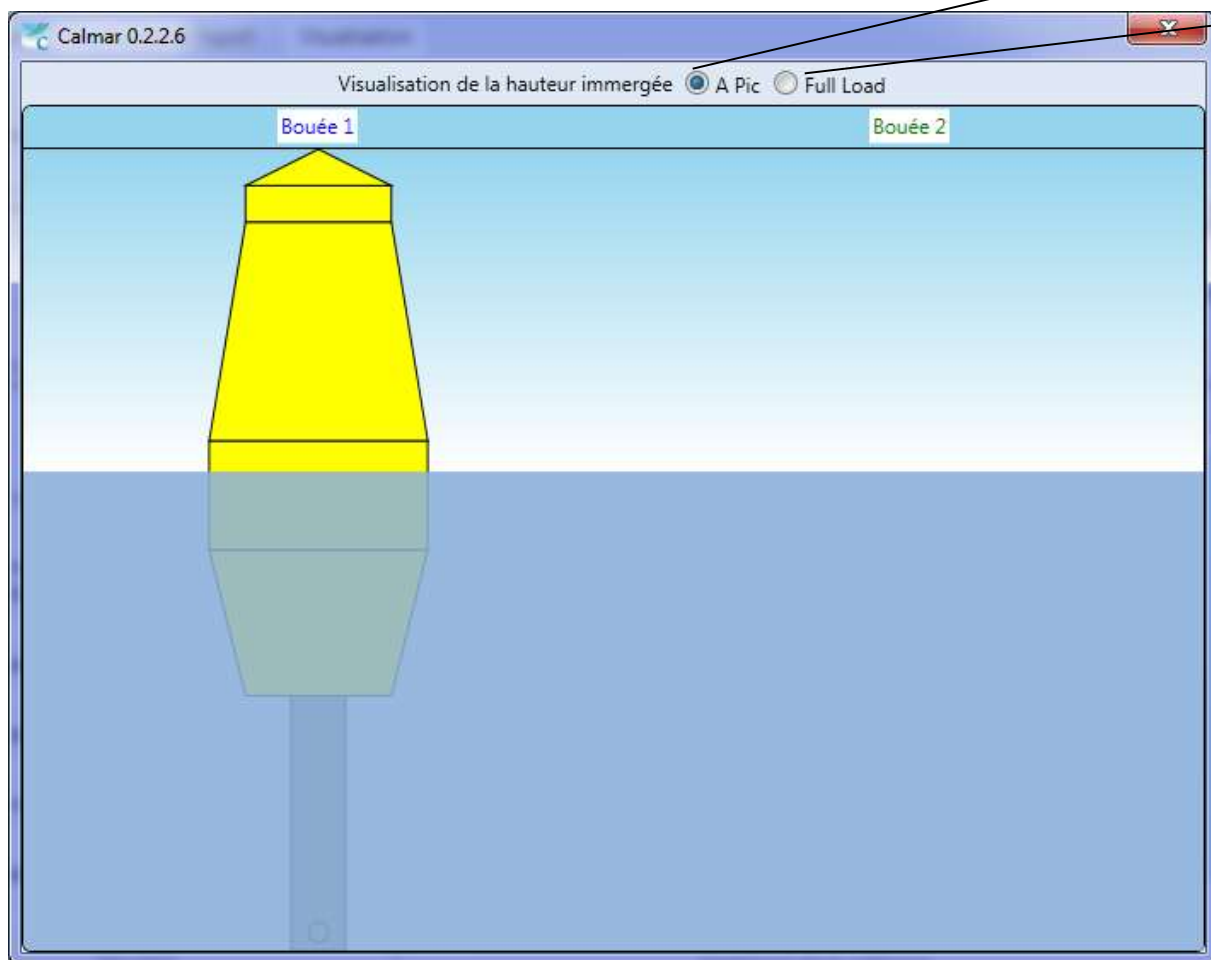 Calmar 0.2.2.6
Visualisation de la hauteur immergée A Pic Full Load
Bouée 1 Bouée 2